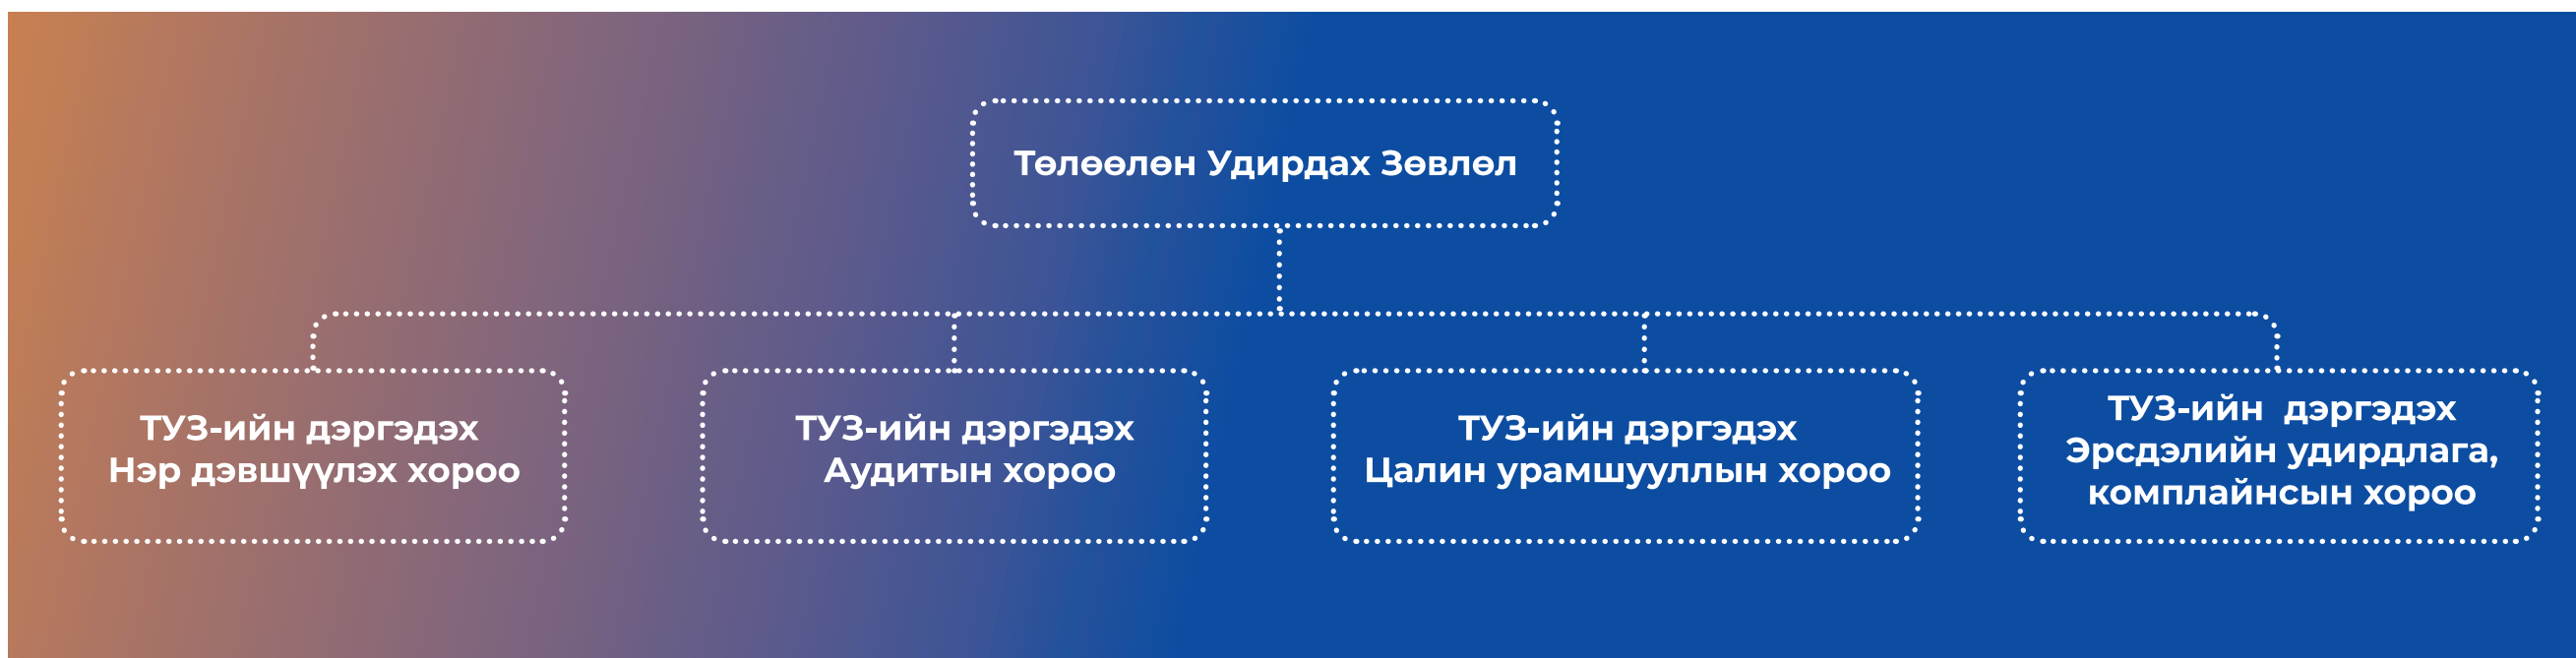 Төлөөлөн Удирдах Зөвлөл
ТУЗ-ийн дэргэдэх
Нэр дэвшүүлэх хороо
ТУЗ-ийн дэргэдэх
Аудитын хороо
ТУЗ-ийн дэргэдэх
Цалин урамшууллын хороо
ТУЗ-ийн дэргэдэх
Эрсдэлийн удирдлага,
комплайнсын хороо